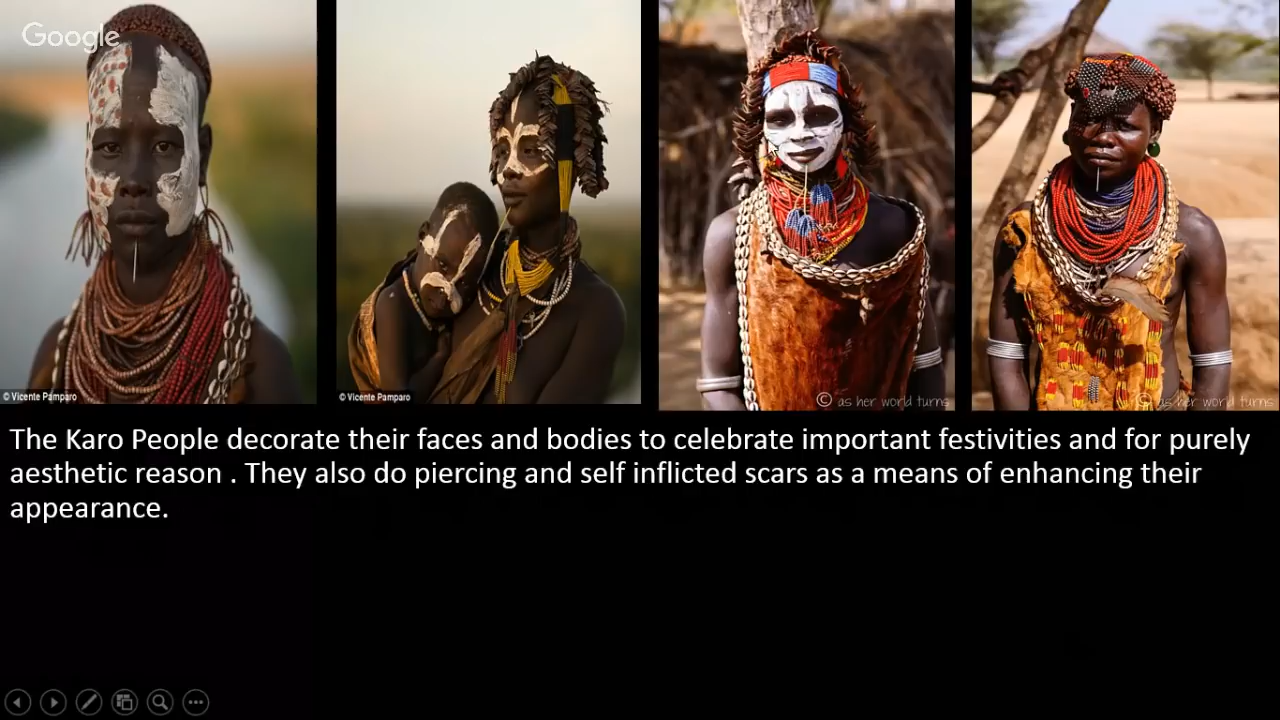 Google
© Vicente Pamparo
© Vicente Pamparo
© as her world turns
© as her world turns
The Karo People decorate their faces and bodies to celebrate important festivities and for purely
aesthetic reason . They also do piercing and self inflicted scars as a means of enhancing their
appearance.